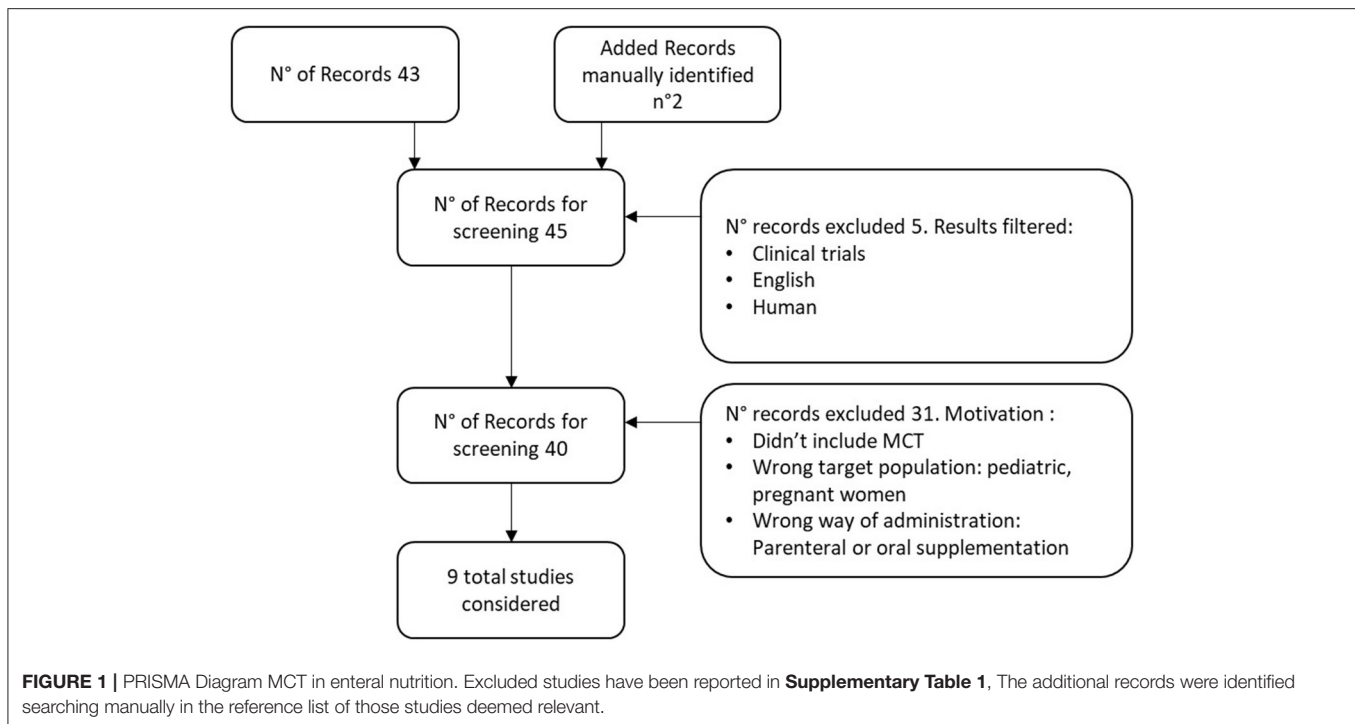 N° of Records 43
Added Records
manually identified
n°2
N° of Records for
screening 45
N° records excluded 5. Results filtered:
• Clinical trials
• English
• Human
N° of Records for
screening 40
N° records excluded 31. Motivation :
• Didn't include MCT
• Wrong target population: pediatric,
pregnant women
• Wrong way of administration:
Parenteral or oral supplementation
9 total studies
considered
FIGURE 1 | PRISMA Diagram MCT in enteral nutrition. Excluded studies have been reported in Supplementary Table 1, The additional records were identified
searching manually in the reference list of those studies deemed relevant.